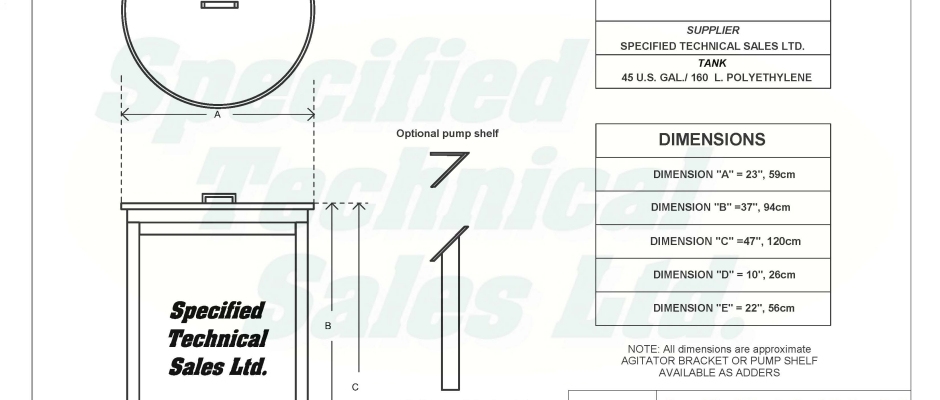 SUPPLIER
SPECIFIED TECHNICAL SALES LTD.
TANK
45 U.S. GAL./ 160 L. POLYETHYLENE
A
Optional pump shelf
DIMENSIONS
DIMENSION "A" = 23", 59cm
DIMENSION "B" =37", 94cm
DIMENSION "C" =47", 120cm
DIMENSION "D" = 10", 26cm
DIMENSION "E" = 22", 56cm
Specified
Technical
Sales Ltd.
B
C
NOTE: All dimensions are approximate
AGITATOR BRACKET OR PUMP SHELF
AVAILABLE AS ADDERS
Specified
Technical
Sales Ltd.